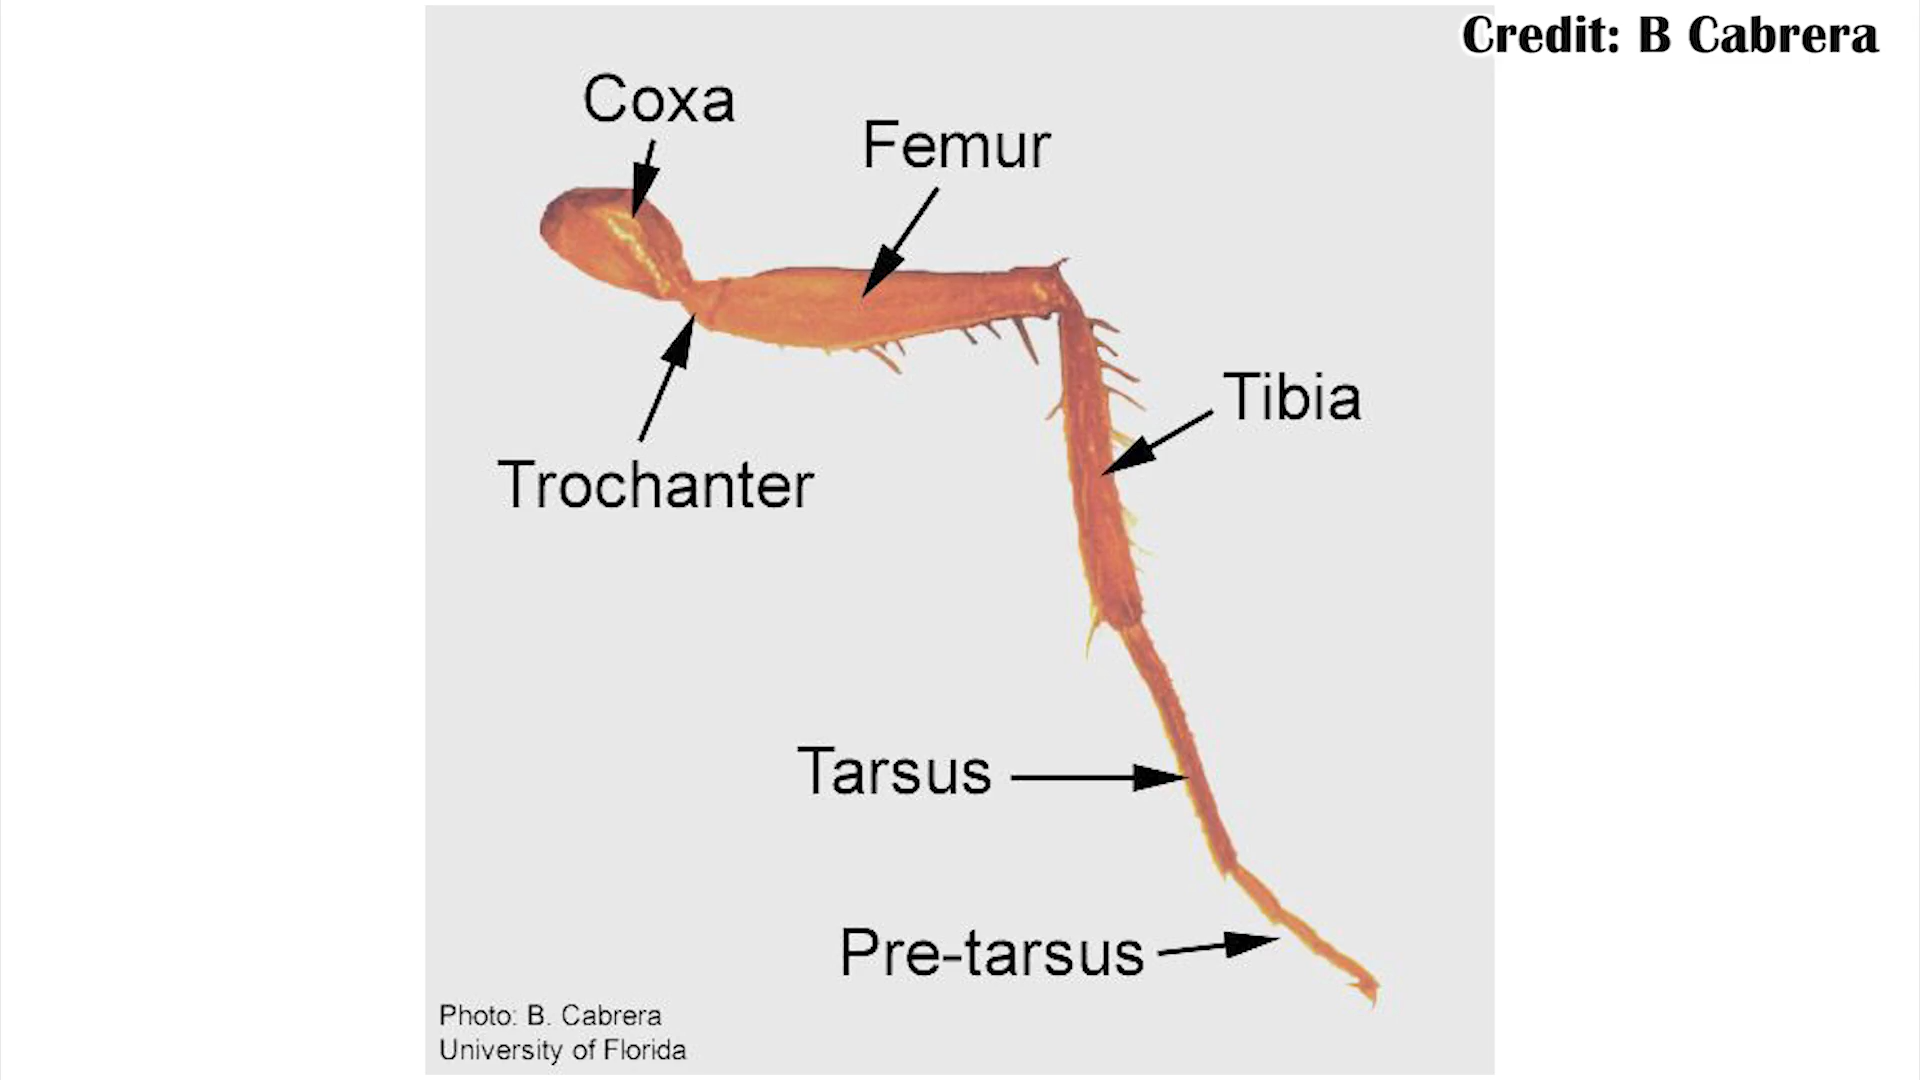 Credit: B Cabrera
Coxa
Femur
Tibia
Trochanter
Tarsus
Pre-tarsus
Photo: B. Cabrera
University of Florida